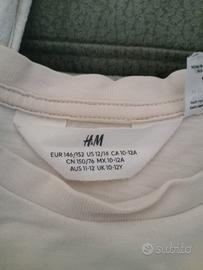 H&M
EUR 146/152 US 12/14 CA 10-12A
CN 150/76 MX 10-12A
AUS 11-12 UK 10-12Y
subito